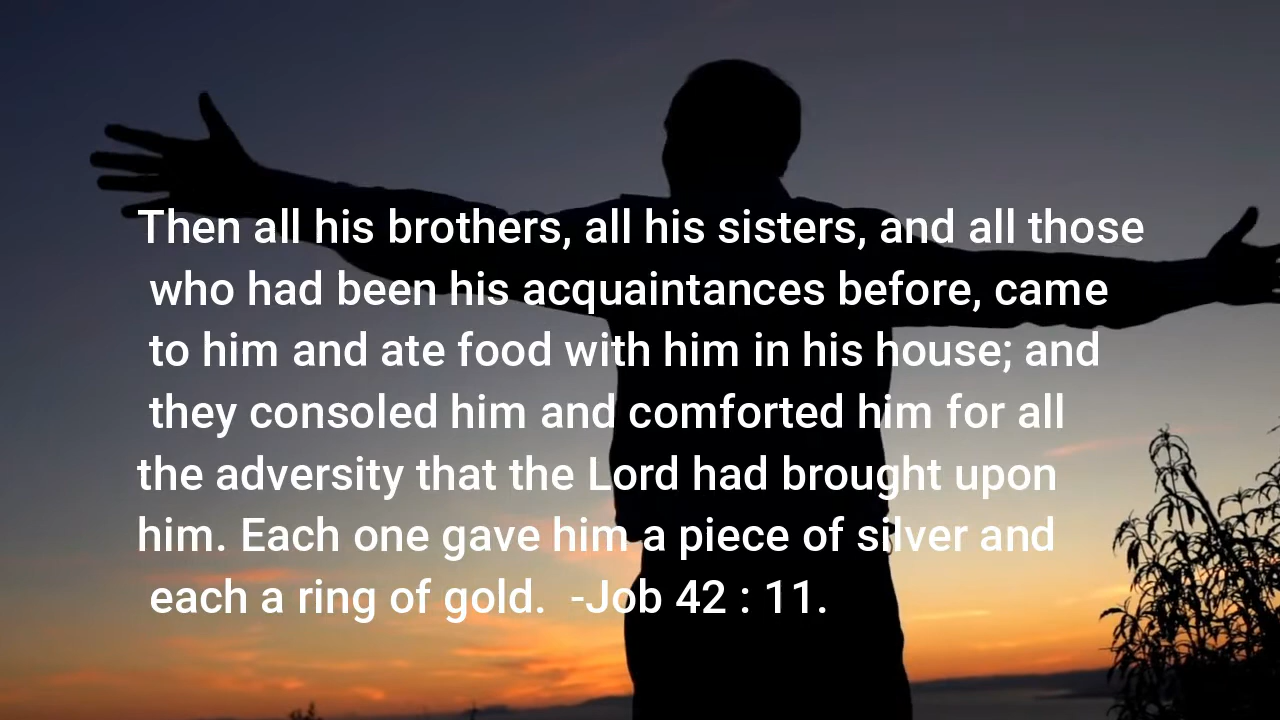 Then all his brothers, all his sisters, and all those
who had been his acquaintances before, came
to him and ate food with him in his house; and
they consoled him and comforted him for all
the adversity that the Lord had brought upon
him. Each one gave him a piece of silver and
each a ring of gold.  -Job 42 : 11.